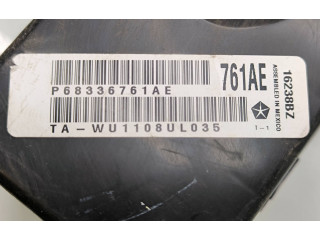 P68336761AE
TA-WU1108UL035
761AE
1-1
16238BZ
ASSEMBLED IN MEXICO